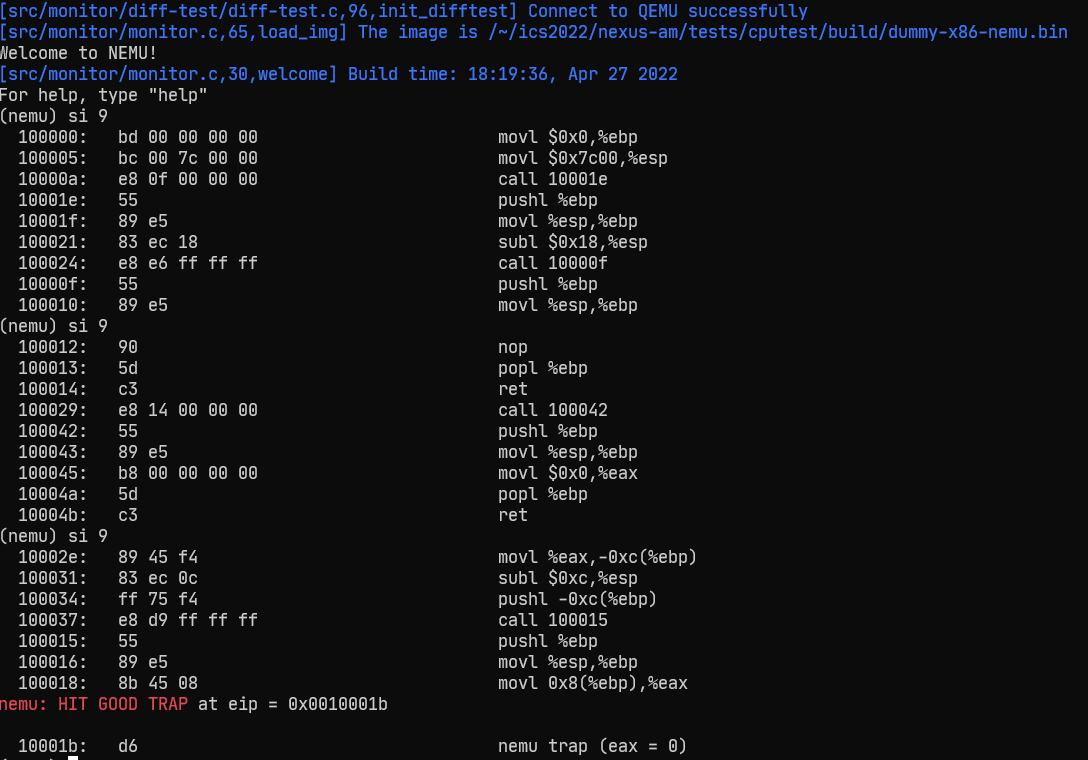 [src/monitor/diff-test/diff-test.c,96,init_difftest] Connect to QEMU successfully
[src/monitor/monitor.c,65,load_img] The image is /~/ics2022/nexus-am/tests/cputest/build/dummy-x86-nemu.bin
Welcome to NEMU!
[src/monitor/monitor.c,30,welcome] Build time: 18:19:36, Apr 27 2022
For help, type "help"
(nemu) si 9
100000: bd 00 00 00 00 movl $0x0,%ebp
100005: bc 00 7c 00 00 movl $0x7c00,%esp
10000a: e8 0f 00 00 00 call 10001e
10001e: 55 pushl %ebp
10001f: 89 e5 movl %esp,%ebp
100021: 83 ec 18 subl $0x18,%esp
100024: e8 e6 ff ff ff call 10000f
10000f: 55 pushl %ebp
100010: 89 e5 movl %esp,%ebp
(nemu) si 9
100012: 90 nop
100013: 5d popl %ebp
100014: c3 ret
100029: e8 14 00 00 00 call 100042
100042: 55 pushl %ebp
100043: 89 e5 movl %esp,%ebp
100045: b8 00 00 00 00 movl $0x0,%eax
10004a: 5d popl %ebp
10004b: c3 ret
(nemu) si 9
10002e: 89 45 f4 movl %eax,-0xc(%ebp)
100031: 83 ec 0c subl $0xc,%esp
100034: ff 75 f4 pushl -0xc(%ebp)
100037: e8 d9 ff ff ff call 100015
100015: 55 pushl %ebp
100016: 89 e5 movl %esp,%ebp
100018: 8b 45 08 movl 0x8(%ebp),%eax
nemu: HIT GOOD TRAP at eip = 0x0010001b
10001b: d6 nemu trap (eax = 0)